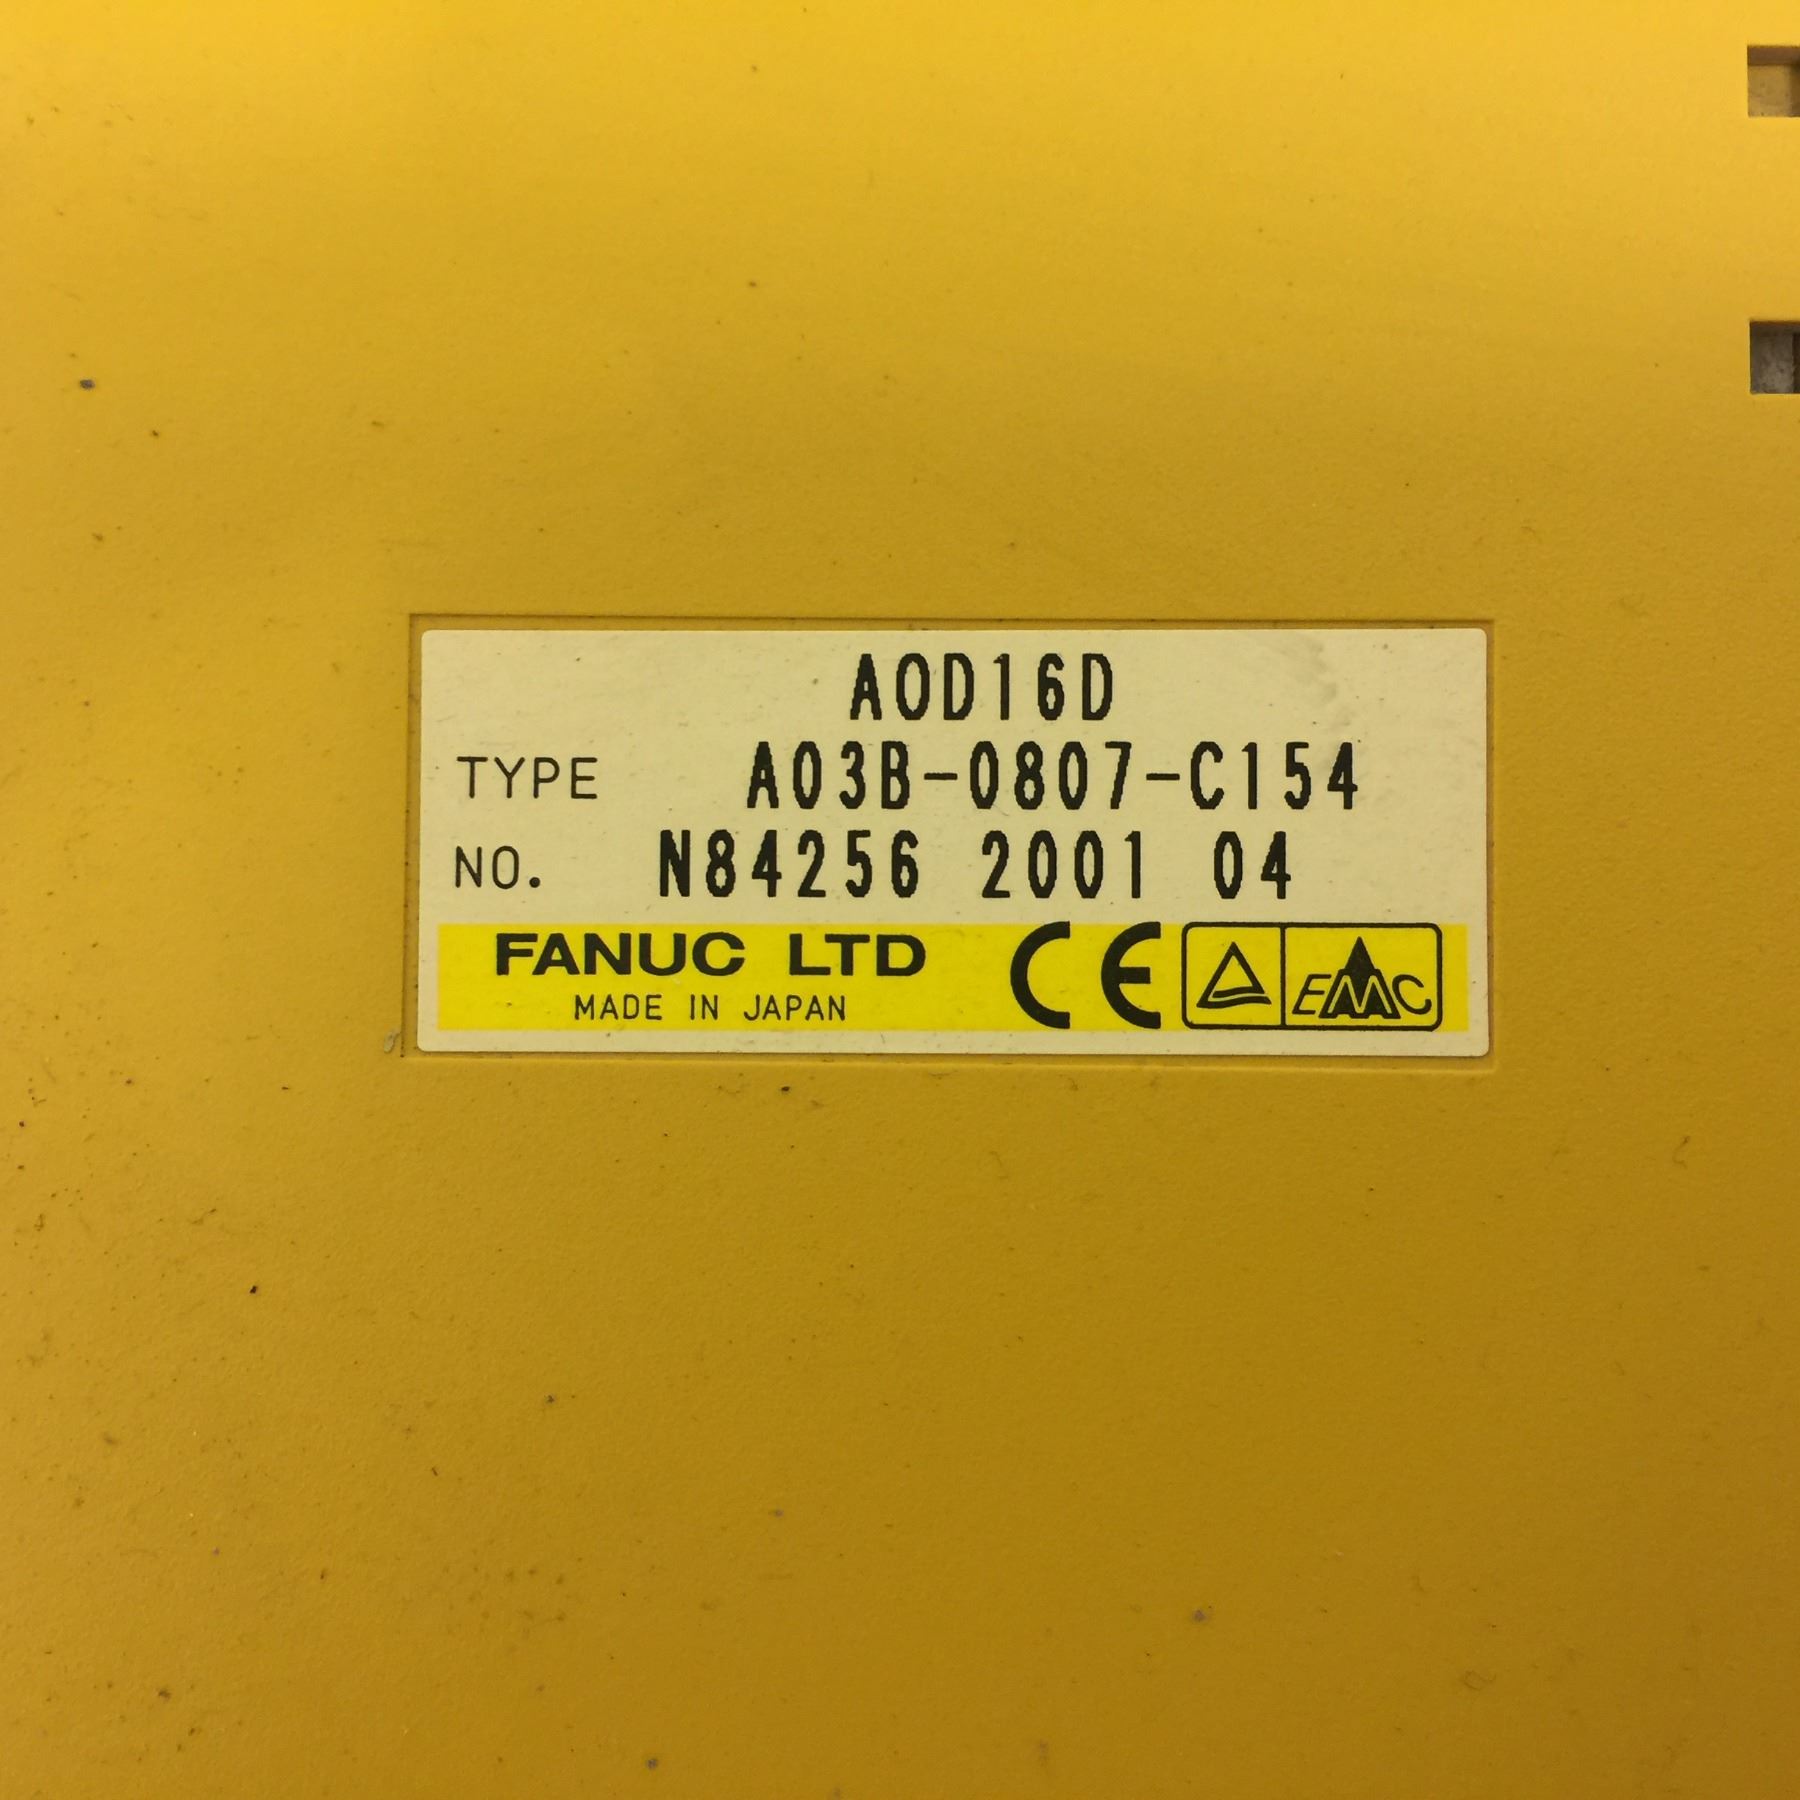 AOD16D
TYPE A03B-0807-C154
NO. N84256 2001 04
FANUC LTD CE EMC
MADE IN JAPAN